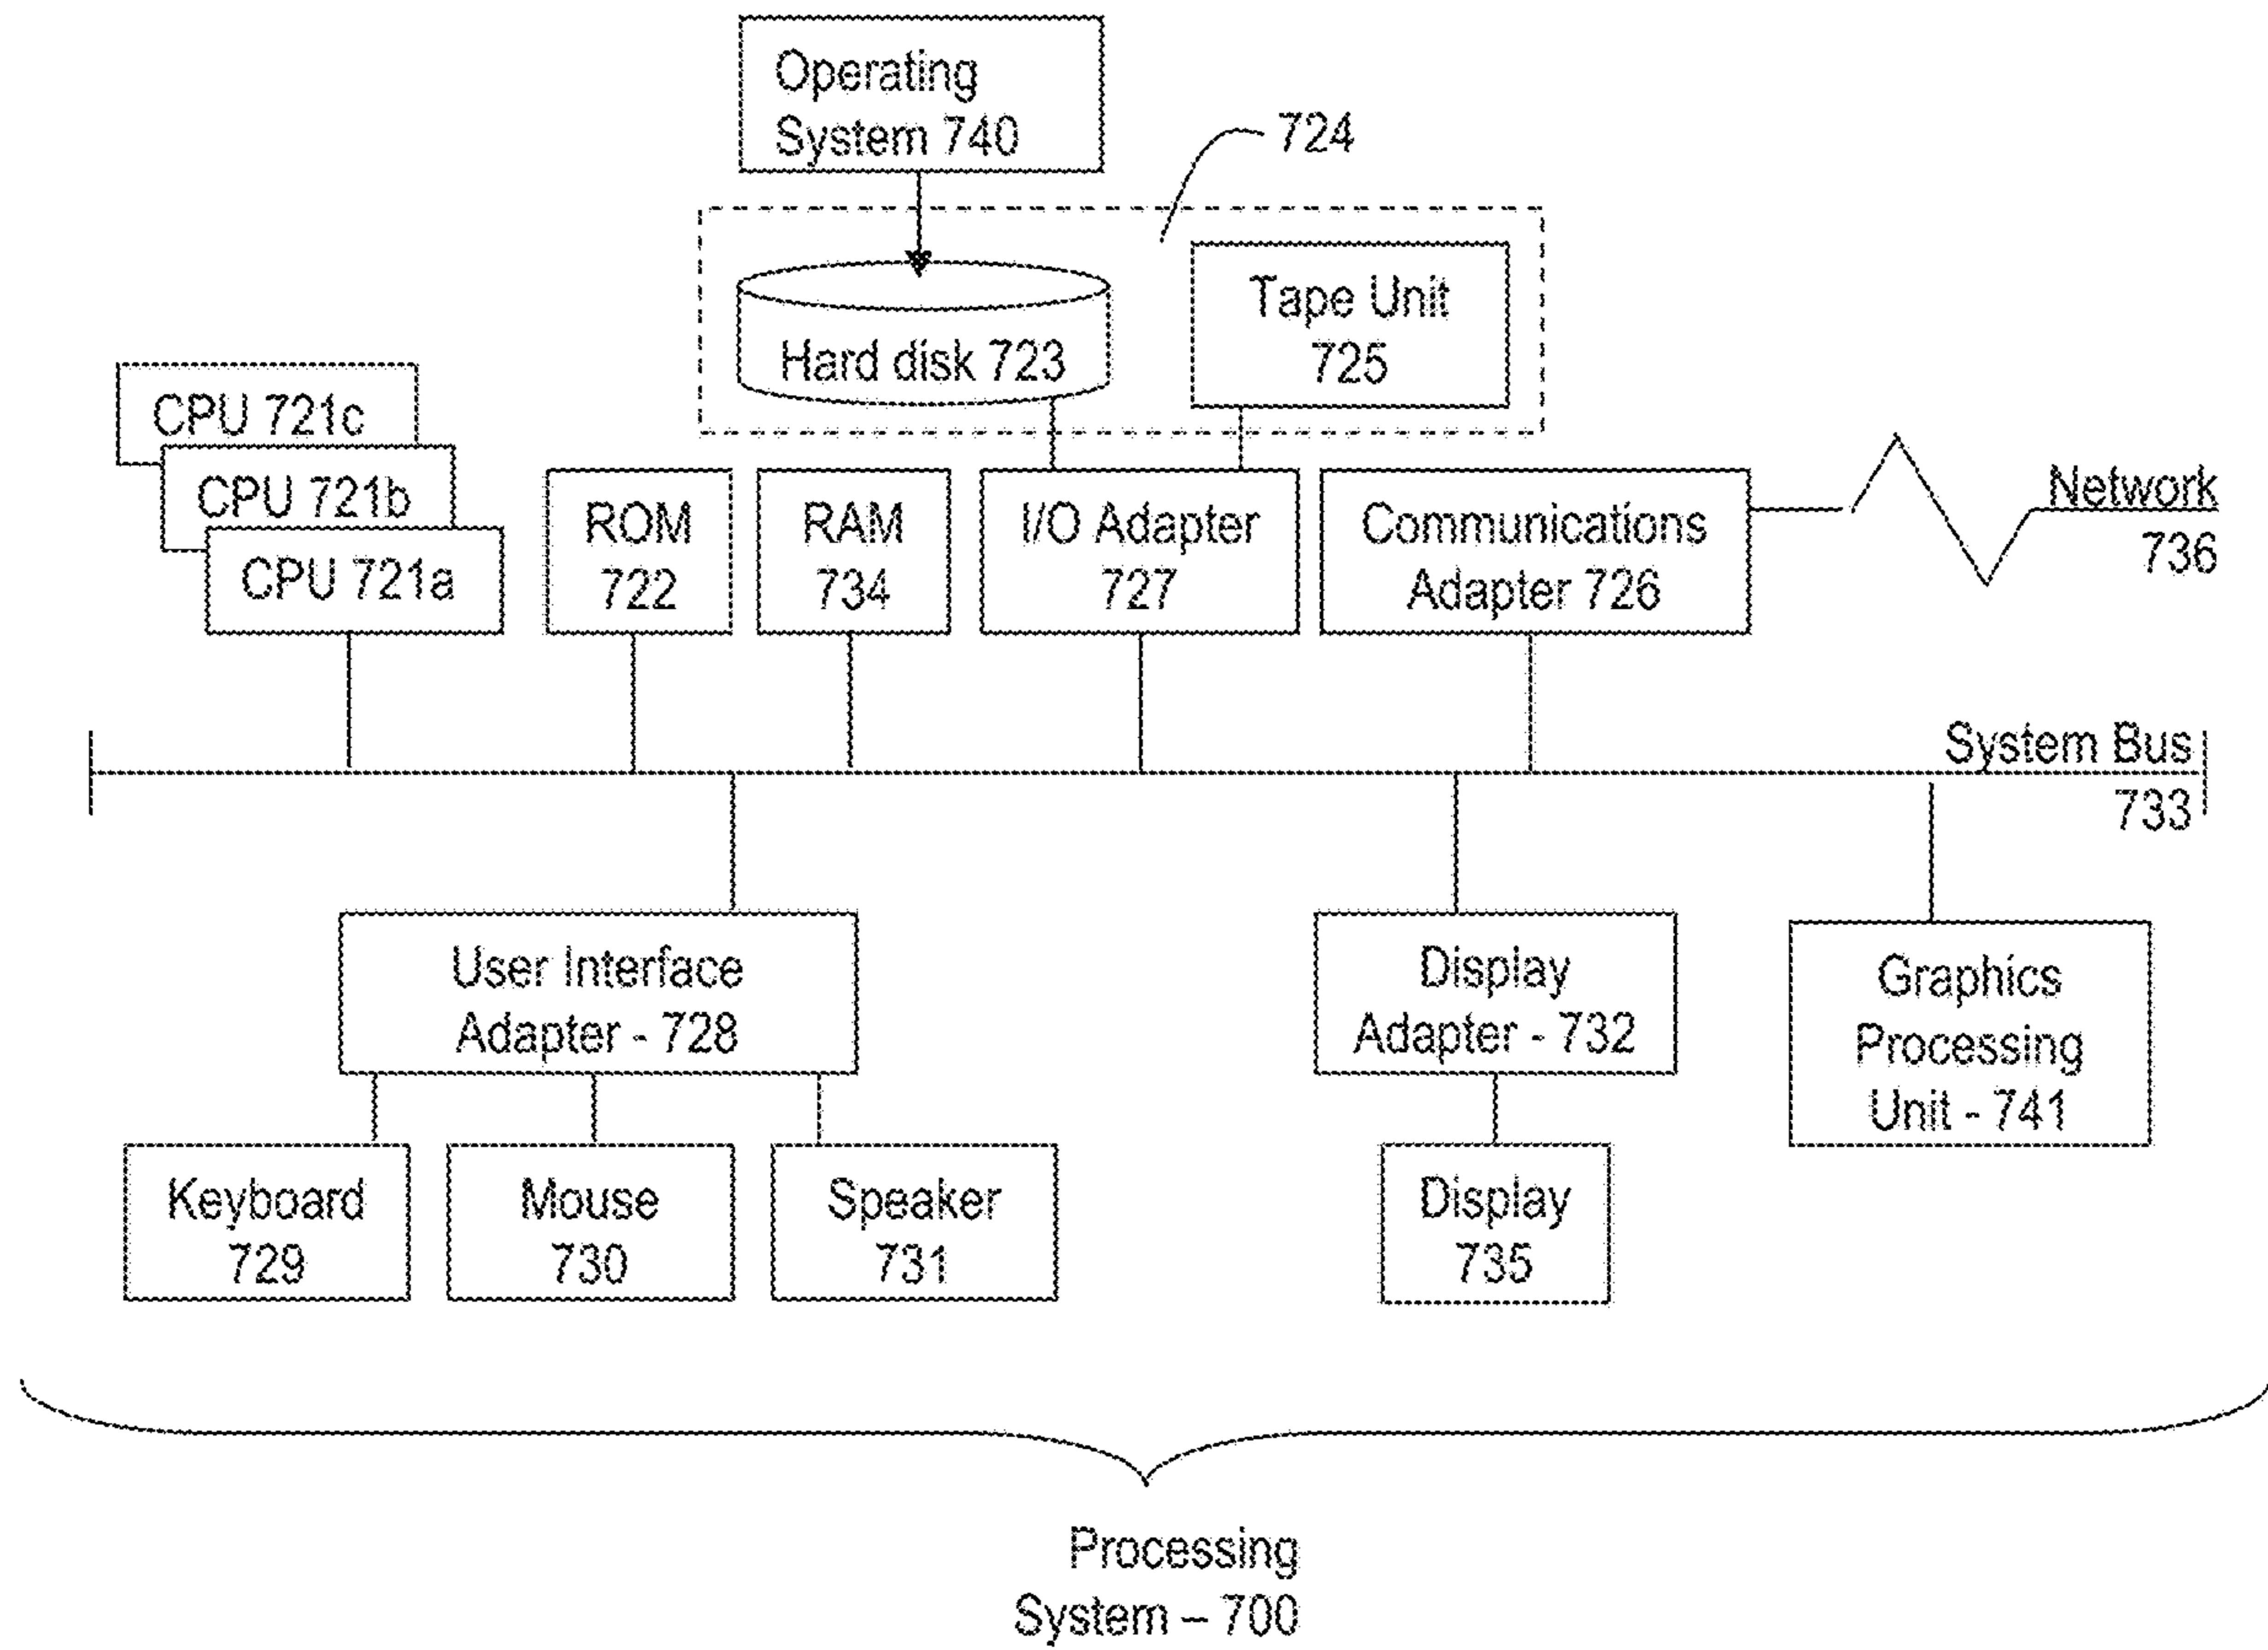 Operating
System 740
724
Hard disk 723
Tape Unit
725
CPU 721c
CPU 721b
CPU 721a
ROM
722
RAM
734
I/O Adapter
727
Communications
Adapter 726
Network
736
System Bus
733
User Interface
Adapter - 728
Display
Adapter - 732
Graphics
Processing
Unit - 741
Keyboard
729
Mouse
730
Speaker
731
Display
735
Processing
System – 700